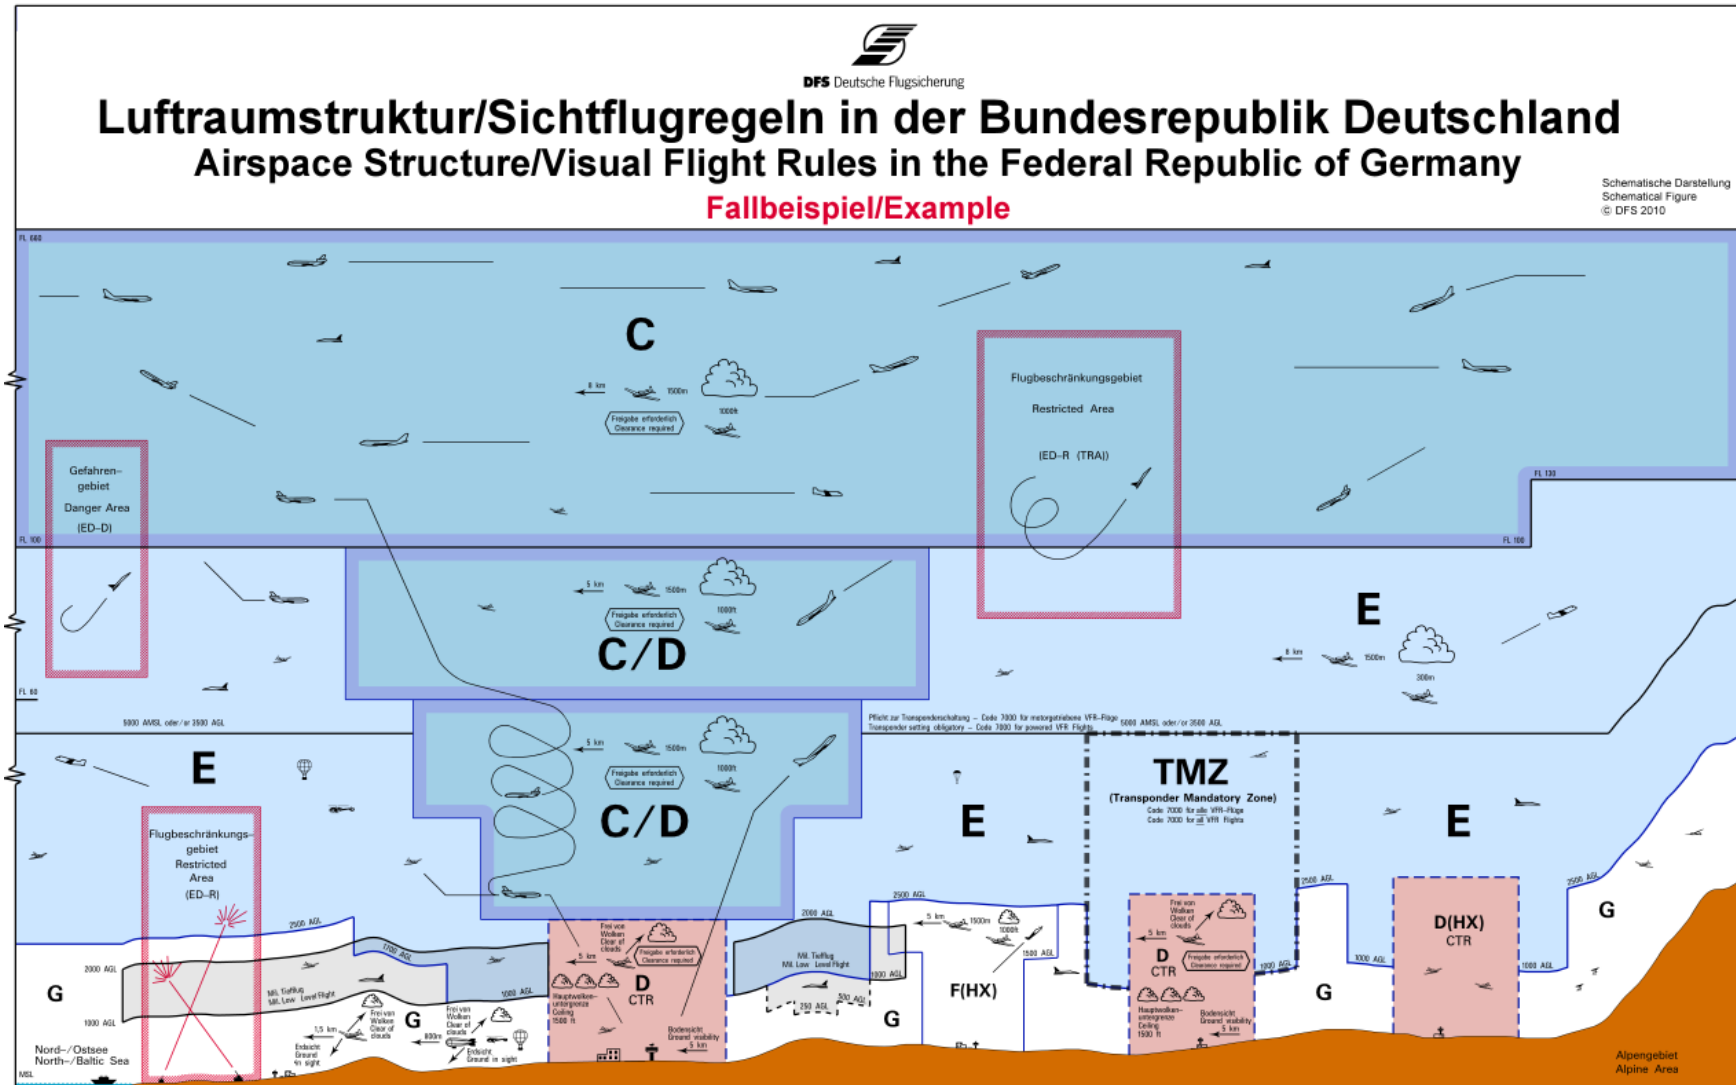 DFS Deutsche Flugsicherung
Luftraumstruktur/Sichtflugregeln in der Bundesrepublik Deutschland
Airspace Structure/Visual Flight Rules in the Federal Republic of Germany
Fallbeispiel/Example
Schematische Darstellung
Schematical Figure
© DFS 2010
FL 660
C
8 km
1500m
1000ft
Freigabe erforderlich
Clearance required
Flugbeschränkungsgebiet
Restricted Area
(ED-R (TRA))
Gefahren-
gebiet
Danger Area
(ED-D)
FL 130
FL 100
FL 100
5 km
1500m
1000ft
Freigabe erforderlich
Clearance required
C/D
E
8 km
1500m
300m
FL 60
5000 AMSL oder/or 3500 AGL
Pflicht zur Transponderschaltung – Code 7000 für motorgetriebene VFR-Flüge
Transponder setting obligatory – Code 7000 for powered VFR Flights
5000 AMSL oder/or 3500 AGL
5 km
1500m
1000ft
Freigabe erforderlich
Clearance required
C/D
E
TMZ
(Transponder Mandatory Zone)
Code 7000 für alle VFR-Flüge
Code 7000 for all VFR Flights
E
E
Flugbeschränkungs-
gebiet
Restricted
Area
(ED-R)
2500 AGL
1700 AGL
2000 AGL
1000 AGL
Mil. Tiefflug
Mil. Low Level Flight
1000 AGL
G
G
1,5 km
Frei von
Wolken
Clear of
clouds
Erdsicht
Ground
in sight
800m
Frei von
Wolken
Clear of
clouds
Erdsicht
Ground in sight
Nord-/Ostsee
North-/Baltic Sea
MSL
Frei von
Wolken
Clear of
clouds
5 km
Freigabe erforderlich
Clearance required
D
CTR
Hauptwolken-
untergrenze
Ceiling
1500 ft
Bodensicht
Ground visibility
5 km
2000 AGL
Mil. Tiefflug
Mil. Low Level Flight
1000 AGL
500 AGL
250 AGL
G
2500 AGL
5 km
1500m
1000ft
1500 AGL
F(HX)
Frei von
Wolken
Clear of
clouds
5 km
Freigabe erforderlich
Clearance required
D
CTR
Hauptwolken-
untergrenze
Ceiling
1500 ft
Bodensicht
Ground visibility
5 km
2500 AGL
1000 AGL
G
1000 AGL
D(HX)
CTR
1000 AGL
2500 AGL
G
Alpengebiet
Alpine Area